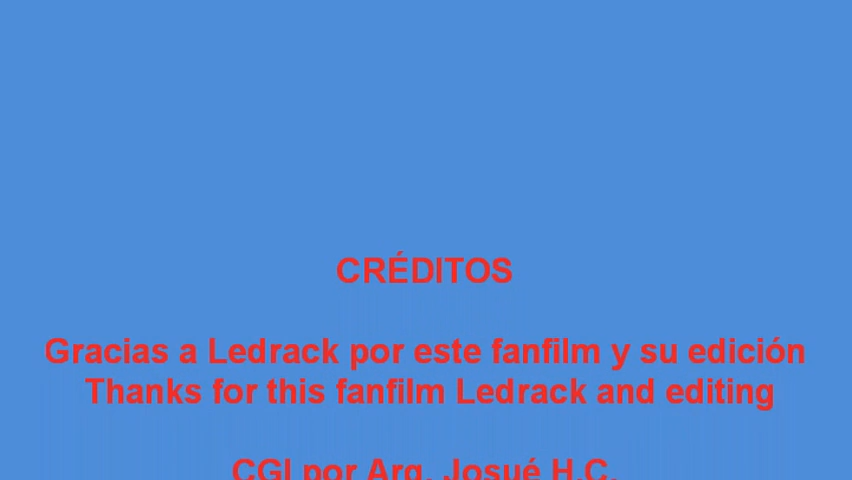 CRÉDITOS
Gracias a Ledrack por este fanfilm y su edición
Thanks for this fanfilm Ledrack and editing
CGI por Arq. Josué H.C.